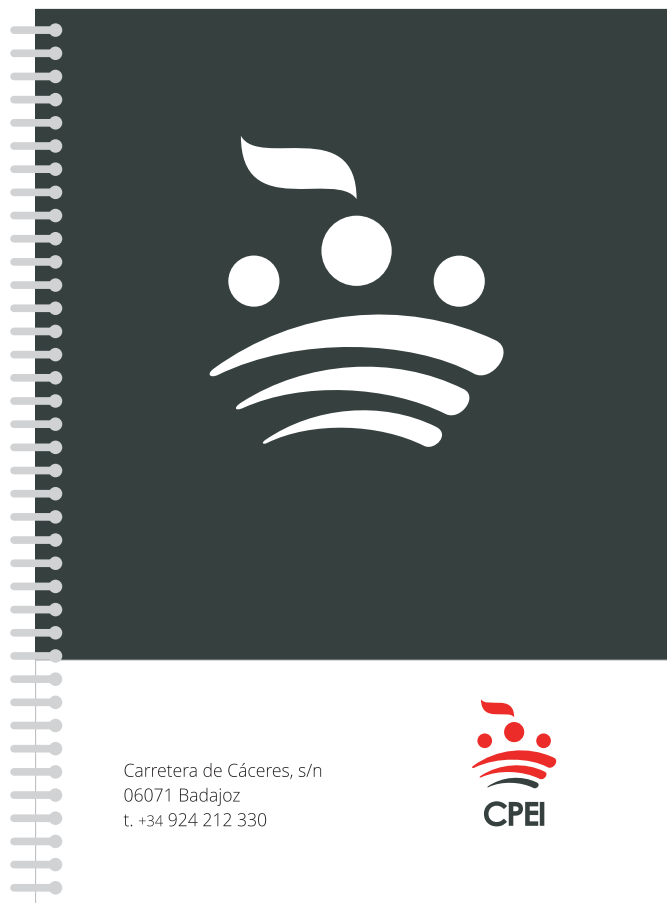 Carretera de Cáceres, s/n
06071 Badajoz
t. +34 924 212 330
CPEI